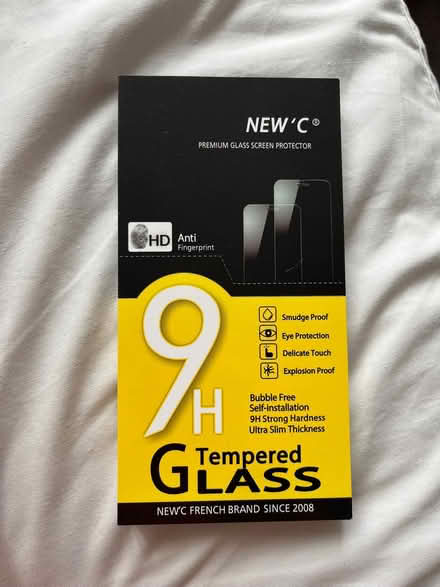 NEW'C®
PREMIUM GLASS SCREEN PROTECTOR
HD Anti
Fingerprint
9H
Smudge Proof
Eye Protection
Delicate Touch
Explosion Proof
Bubble Free
Self-installation
9H Strong Hardness
Ultra Slim Thickness
Tempered
GLASS
NEW'C FRENCH BRAND SINCE 2008